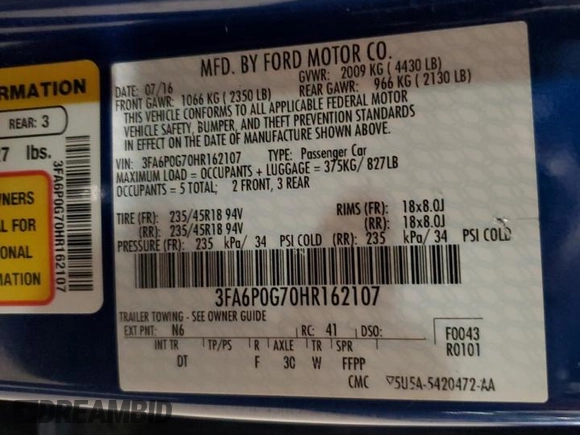 ORMATION
REAR: 3
27 lbs.
3FA6P0G70HR162107
WNERS
AL FOR
ONAL
MATION
MFD. BY FORD MOTOR CO.
DATE: 07/16 GVWR: 2009 KG ( 4430 LB)
FRONT GAWR: 1066 KG ( 2350 LB) REAR GAWR: 966 KG ( 2130 LB)
THIS VEHICLE CONFORMS TO ALL APPLICABLE FEDERAL MOTOR
VEHICLE SAFETY, BUMPER, AND THEFT PREVENTION STANDARDS
IN EFFECT ON THE DATE OF MANUFACTURE SHOWN ABOVE.
VIN: 3FA6P0G70HR162107 TYPE: Passenger Car
MAXIMUM LOAD = OCCUPANTS + LUGGAGE = 375KG/ 827LB
OCCUPANTS = 5 TOTAL; 2 FRONT, 3 REAR
TIRE (FR): 235/45R18 94V RIMS (FR): 18x8.0J
(RR): 235/45R18 94V (RR): 18x8.0J
PRESSURE (FR): 235 kPa/ 34 PSI COLD (RR): 235 kPa/ 34 PSI COLD
3FA6P0G70HR162107
TRAILER TOWING - SEE OWNER GUIDE
EXT PNT: N6 RC: 41 DSO: F0043
R0101
INT TR TP/PS R AXLE TR SPR
DT F 30 W FFPP
CMC ▽5U5A-5420472-AA
DREAMBID